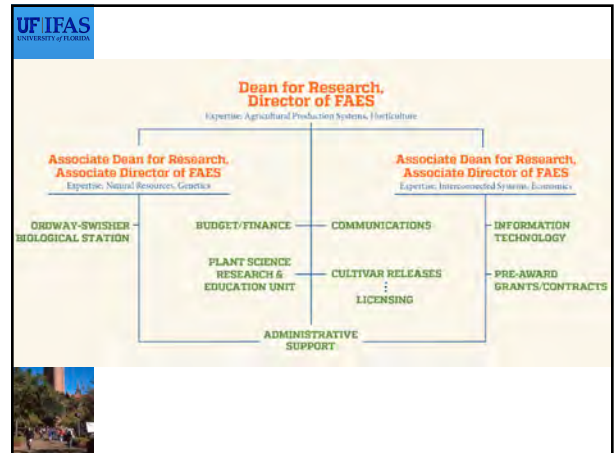 UF IFAS
UNIVERSITY of FLORIDA
Dean for Research,
Director of FAES
Expertise: Agricultural Production Systems, Horticulture
Associate Dean for Research,
Associate Director of FAES
Expertise: Natural Resources, Genetics
Associate Dean for Research,
Associate Director of FAES
Expertise: Interconnected Systems, Economics
ORDWAY-SWISHER
BIOLOGICAL STATION
BUDGET/FINANCE
COMMUNICATIONS
INFORMATION
TECHNOLOGY
PLANT SCIENCE
RESEARCH &
EDUCATION UNIT
CULTIVAR RELEASES
LICENSING
PRE-AWARD
GRANTS/CONTRACTS
ADMINISTRATIVE
SUPPORT